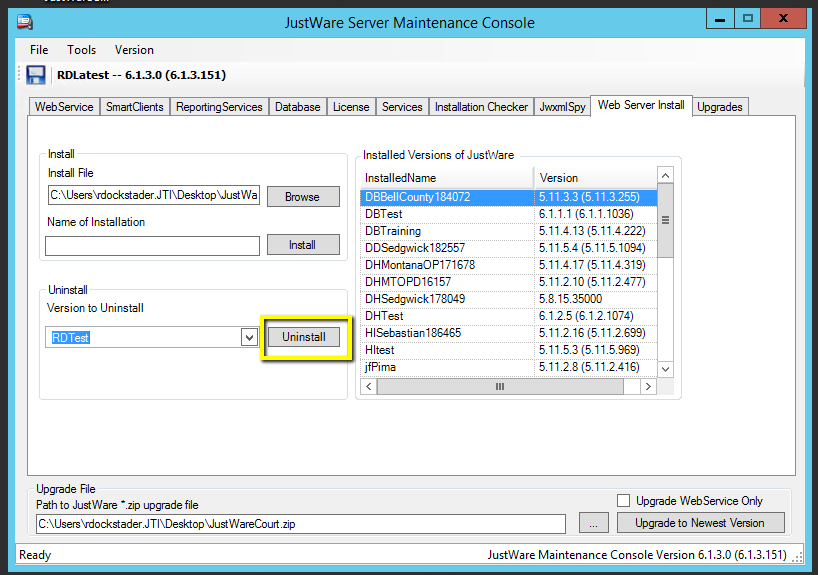 JustWare Server Maintenance Console
X
File Tools Version
RDLatest -- 6.1.3.0 (6.1.3.151)
WebService SmartClients ReportingServices Database License Services Installation Checker JwxmlSpy Web Server Install Upgrades
Install
Install File
C:\Users\rdockstader.JTI\Desktop\JustWa Browse
Name of Installation
Install
Uninstall
Version to Uninstall
RDTest Uninstall
Installed Versions of JustWare
InstalledName Version
DBBellCounty184072 5.11.3.3 (5.11.3.255)
DBTest 6.1.1.1 (6.1.1.1036)
DBTraining 5.11.4.13 (5.11.4.222)
DDSedgwick182557 5.11.5.4 (5.11.5.1094)
DHMontanaOP171678 5.11.4.17 (5.11.4.319)
DHMTOPD16157 5.11.2.10 (5.11.2.477)
DHSedgwick178049 5.8.15.35000
DHTest 6.1.2.5 (6.1.2.1074)
HISebastian186465 5.11.2.16 (5.11.2.699)
HItest 5.11.5.3 (5.11.5.969)
jfPima 5.11.2.8 (5.11.2.416)
Upgrade File
Path to JustWare *.zip upgrade file
Upgrade WebService Only
C:\Users\rdockstader.JTI\Desktop\JustWareCourt.zip ... Upgrade to Newest Version
Ready JustWare Maintenance Console Version 6.1.3.0 (6.1.3.151)